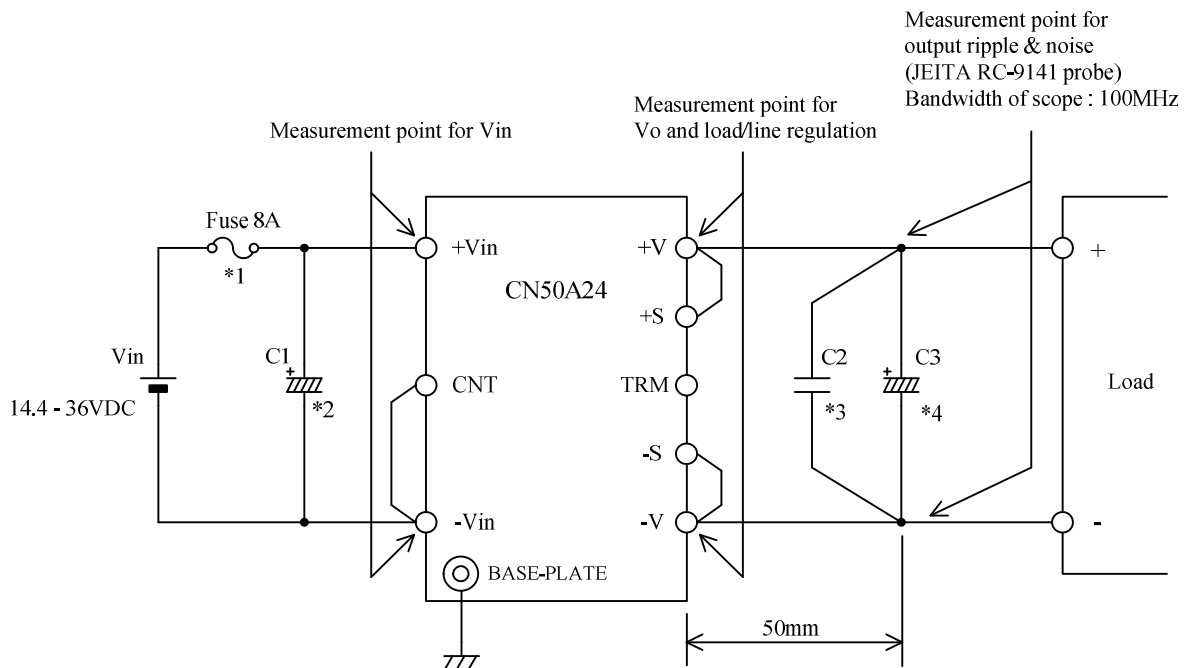 Measurement point for
output ripple & noise
(JEITA RC-9141 probe)
Bandwidth of scope : 100MHz
Measurement point for
Vo and load/line regulation
Measurement point for Vin
Fuse 8A
*1
+Vin
+V
+
CN50A24
+S
Vin
C1
+
*2
CNT
TRM
C2
*3
C3
+
*4
Load
14.4 - 36VDC
-S
-Vin
-V
-
BASE-PLATE
50mm